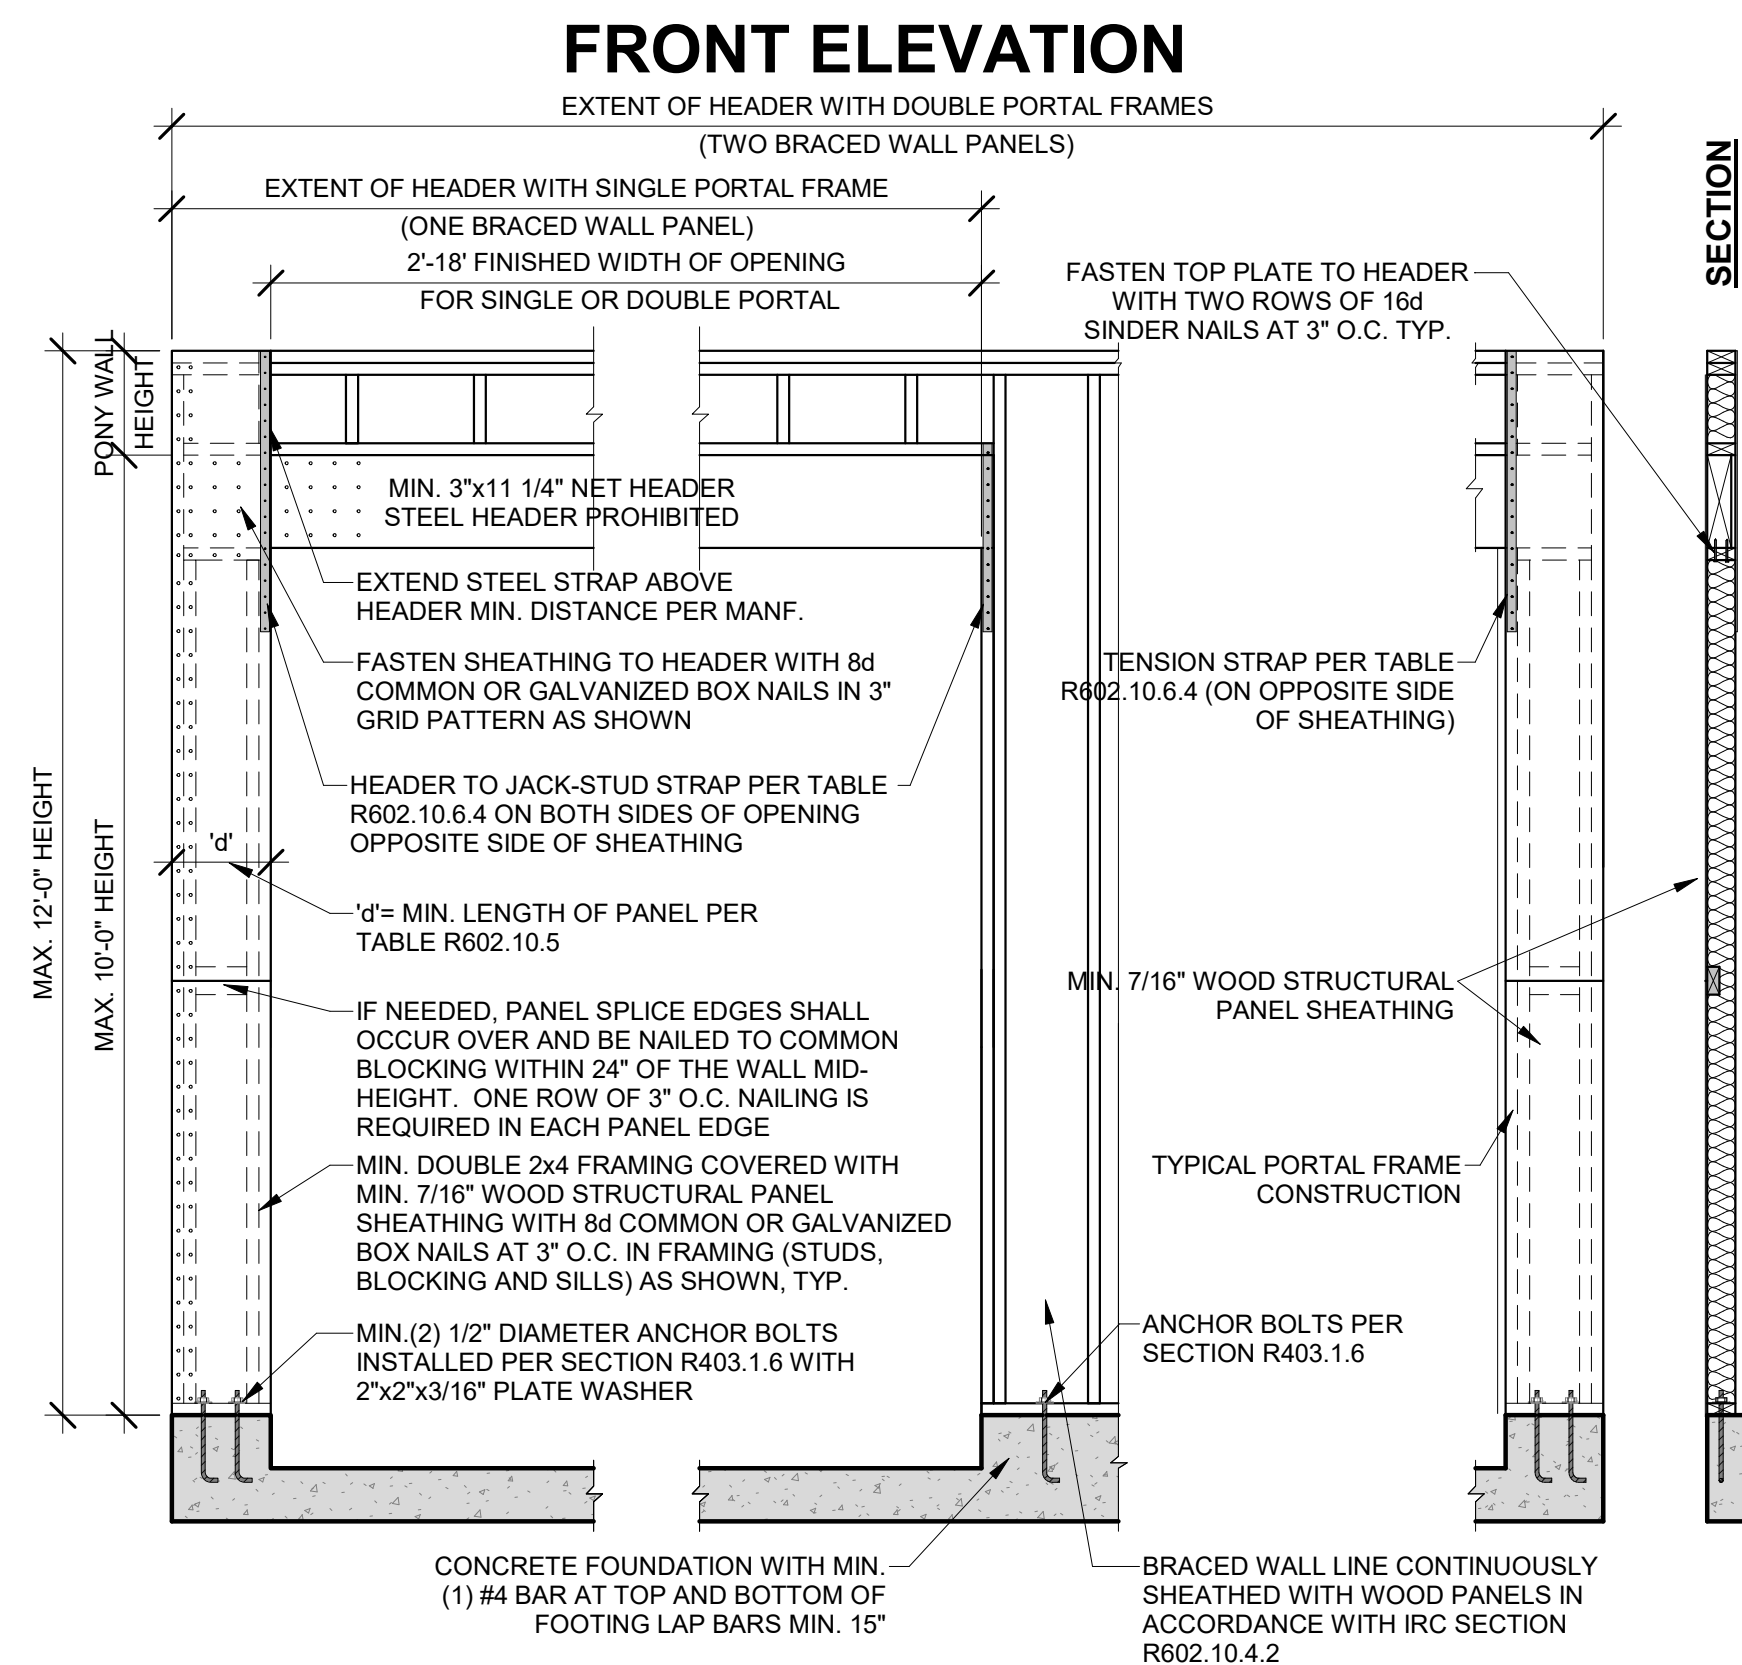 FRONT ELEVATION
EXTENT OF HEADER WITH DOUBLE PORTAL FRAMES
(TWO BRACED WALL PANELS)
EXTENT OF HEADER WITH SINGLE PORTAL FRAME
(ONE BRACED WALL PANEL)
2'-18' FINISHED WIDTH OF OPENING
FOR SINGLE OR DOUBLE PORTAL
SECTION
FASTEN TOP PLATE TO HEADER
WITH TWO ROWS OF 16d
SINDER NAILS AT 3" O.C. TYP.
PONY WALL
HEIGHT
MIN. 3"x11 1/4" NET HEADER
STEEL HEADER PROHIBITED
EXTEND STEEL STRAP ABOVE
HEADER MIN. DISTANCE PER MANF.
FASTEN SHEATHING TO HEADER WITH 8d
COMMON OR GALVANIZED BOX NAILS IN 3"
GRID PATTERN AS SHOWN
TENSION STRAP PER TABLE
R602.10.6.4 (ON OPPOSITE SIDE
OF SHEATHING)
HEADER TO JACK-STUD STRAP PER TABLE
R602.10.6.4 ON BOTH SIDES OF OPENING
OPPOSITE SIDE OF SHEATHING
MAX. 12'-0" HEIGHT
MAX. 10'-0" HEIGHT
'd'
'd'= MIN. LENGTH OF PANEL PER
TABLE R602.10.5
MIN. 7/16" WOOD STRUCTURAL
PANEL SHEATHING
IF NEEDED, PANEL SPLICE EDGES SHALL
OCCUR OVER AND BE NAILED TO COMMON
BLOCKING WITHIN 24" OF THE WALL MID-
HEIGHT.  ONE ROW OF 3" O.C. NAILING IS
REQUIRED IN EACH PANEL EDGE
MIN. DOUBLE 2x4 FRAMING COVERED WITH
MIN. 7/16" WOOD STRUCTURAL PANEL
SHEATHING WITH 8d COMMON OR GALVANIZED
BOX NAILS AT 3" O.C. IN FRAMING (STUDS,
BLOCKING AND SILLS) AS SHOWN, TYP.
TYPICAL PORTAL FRAME
CONSTRUCTION
MIN.(2) 1/2" DIAMETER ANCHOR BOLTS
INSTALLED PER SECTION R403.1.6 WITH
2"x2"x3/16" PLATE WASHER
ANCHOR BOLTS PER
SECTION R403.1.6
CONCRETE FOUNDATION WITH MIN.
(1) #4 BAR AT TOP AND BOTTOM OF
FOOTING LAP BARS MIN. 15"
BRACED WALL LINE CONTINUOUSLY
SHEATHED WITH WOOD PANELS IN
ACCORDANCE WITH IRC SECTION
R602.10.4.2